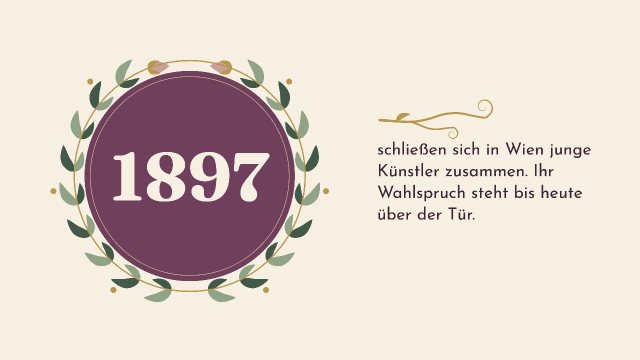 1897
schließen sich in Wien junge
Künstler zusammen. Ihr
Wahlspruch steht bis heute
über der Tür.